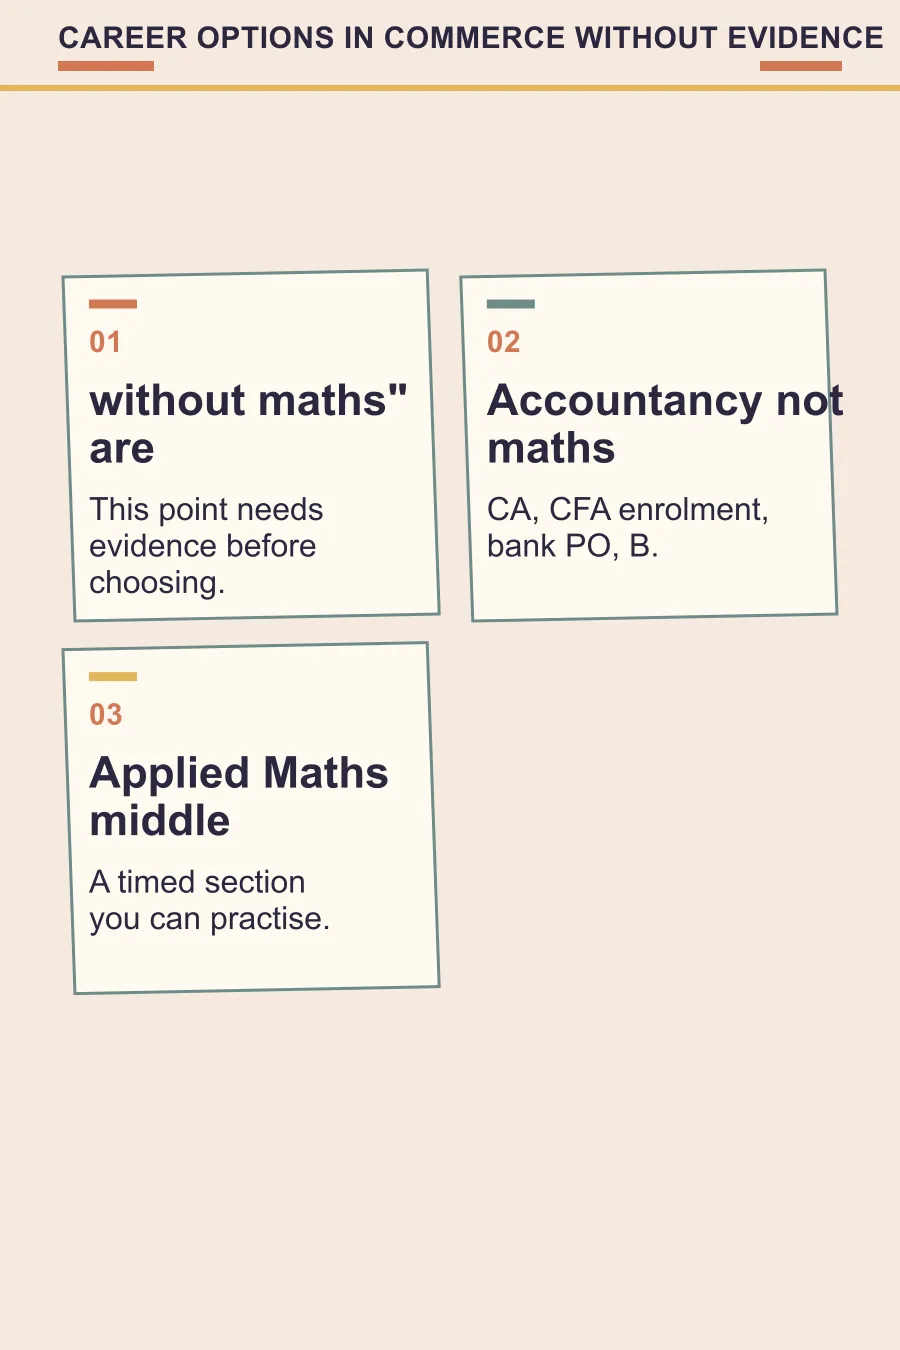 CAREER OPTIONS IN COMMERCE WITHOUT EVIDENCE
01
without maths"
are
This point needs
evidence before
choosing.
02
Accountancy not
maths
CA, CFA enrolment,
bank PO, B.
03
Applied Maths
middle
A timed section
you can practise.